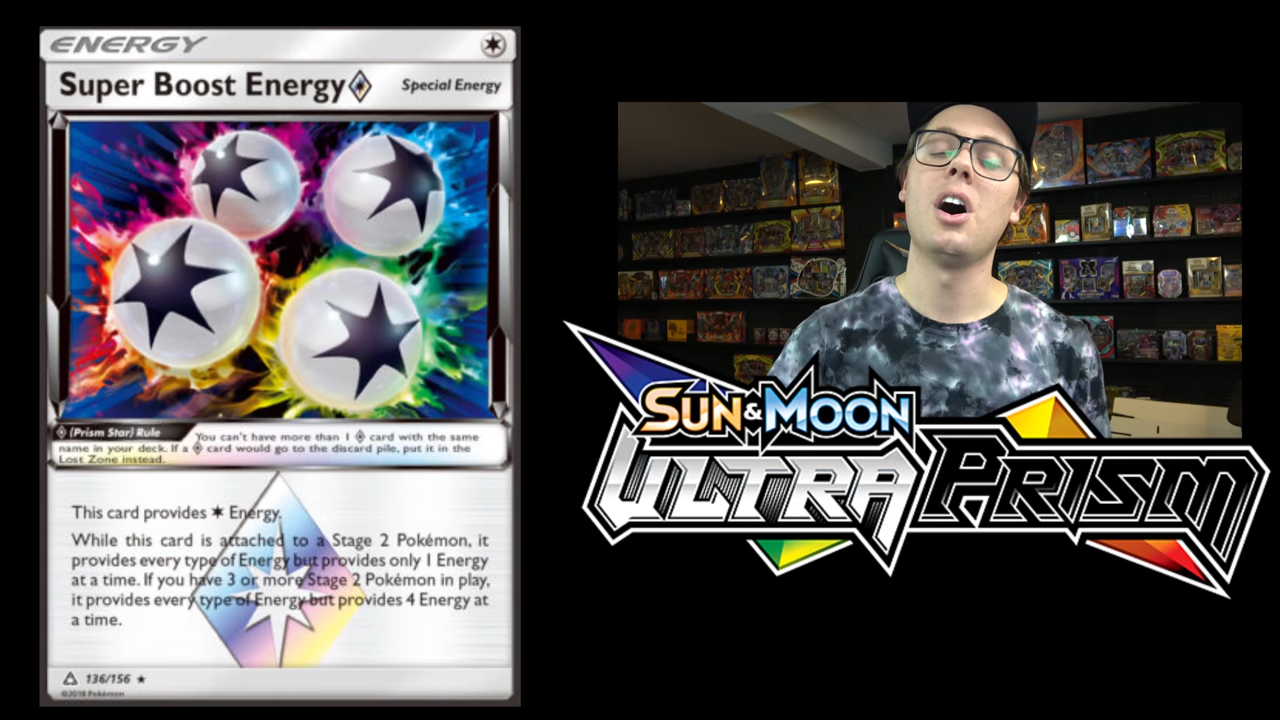 ENERGY
Super Boost Energy
Special Energy
(Prism Star) Rule
You can't have more than 1 ◇ card with the same
name in your deck. If a ◇ card would go to the discard pile, put it in the
Lost Zone instead.
This card provides ✶ Energy.
While this card is attached to a Stage 2 Pokémon, it
provides every type of Energy but provides only 1 Energy
at a time. If you have 3 or more Stage 2 Pokémon in play,
it provides every type of Energy but provides 4 Energy at
a time.
136/156 ★
©2018 Pokémon
SUN & MOON
ULTRA PRISM